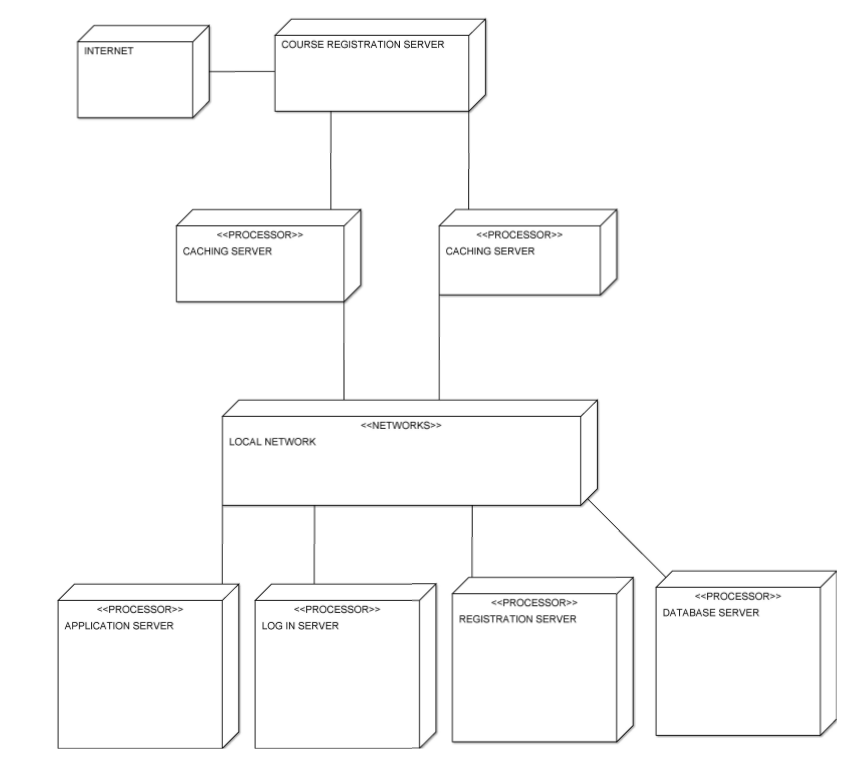 INTERNET
COURSE REGISTRATION SERVER
<<PROCESSOR>>
CACHING SERVER
<<PROCESSOR>>
CACHING SERVER
<<NETWORKS>>
LOCAL NETWORK
<<PROCESSOR>>
APPLICATION SERVER
<<PROCESSOR>>
LOG IN SERVER
<<PROCESSOR>>
REGISTRATION SERVER
<<PROCESSOR>>
DATABASE SERVER